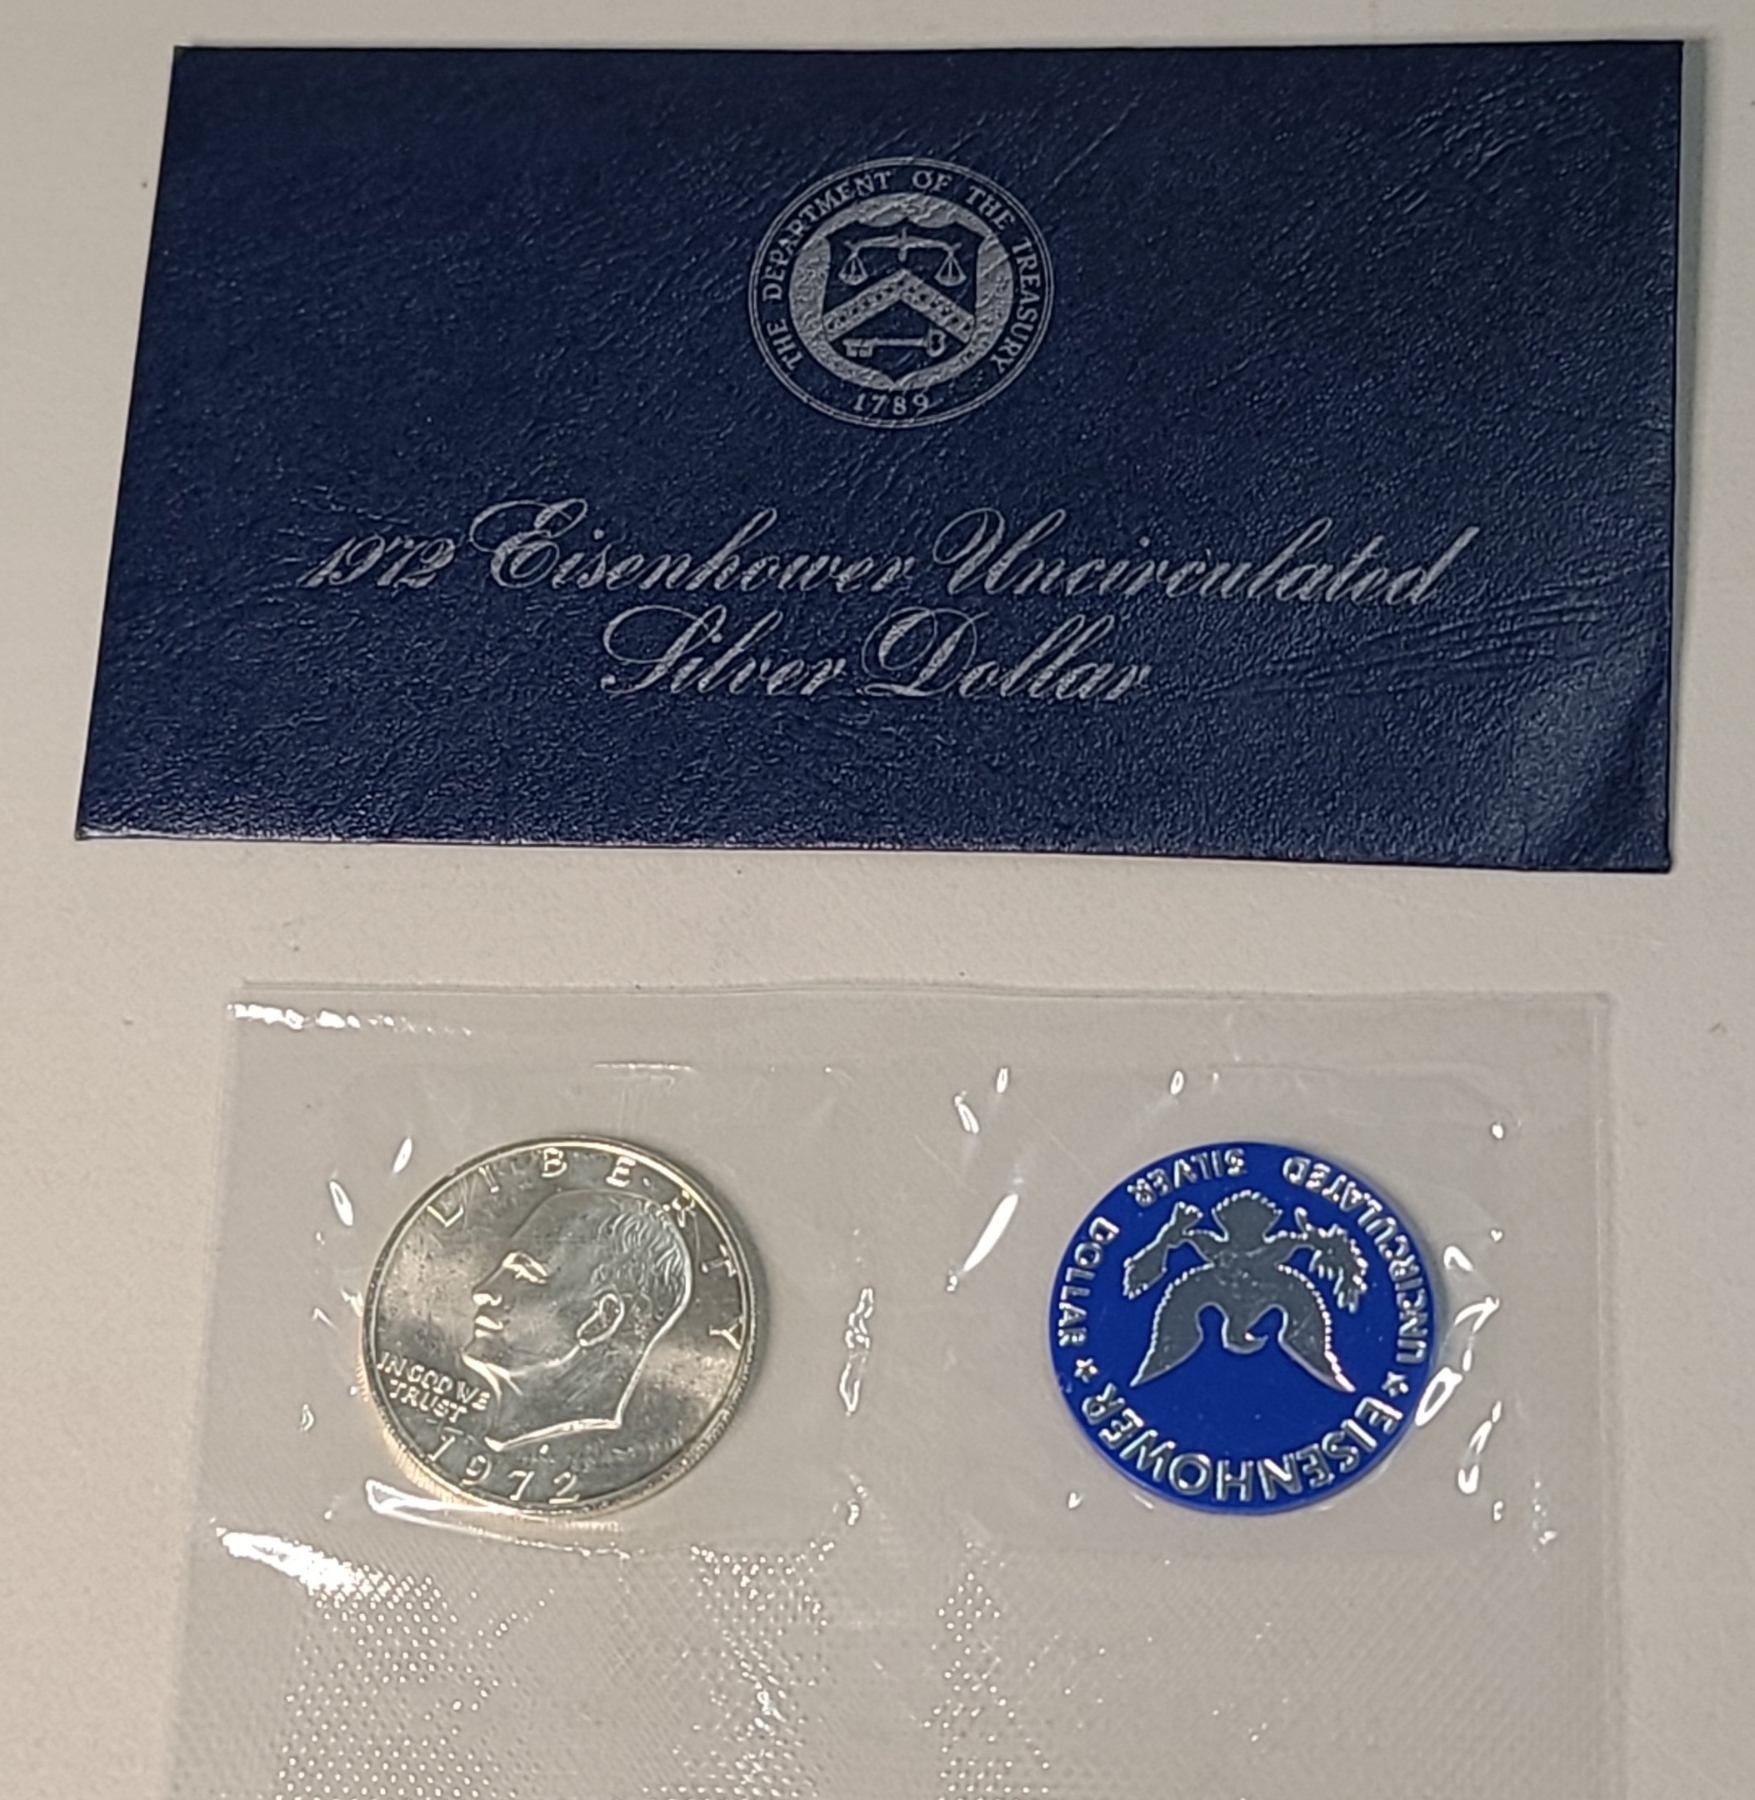 THE DEPARTMENT OF THE TREASURY
1789
1972 Eisenhower Uncirculated
Silver Dollar
LIBERTY
IN GOD WE
TRUST
1972
EISENHOWER
★ UNCIRCULATED SILVER DOLLAR ★